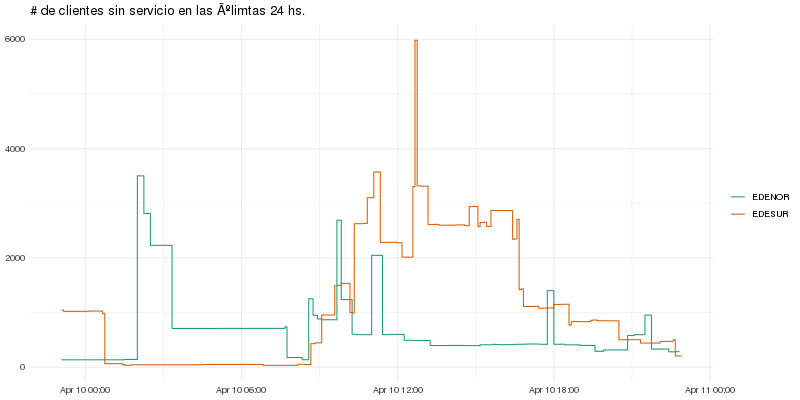 # de clientes sin servicio en las Ãºlimtas 24 hs.
6000
4000
2000
0
Apr 10 00:00
Apr 10 06:00
Apr 10 12:00
Apr 10 18:00
Apr 11 00:00
EDENOR
EDESUR